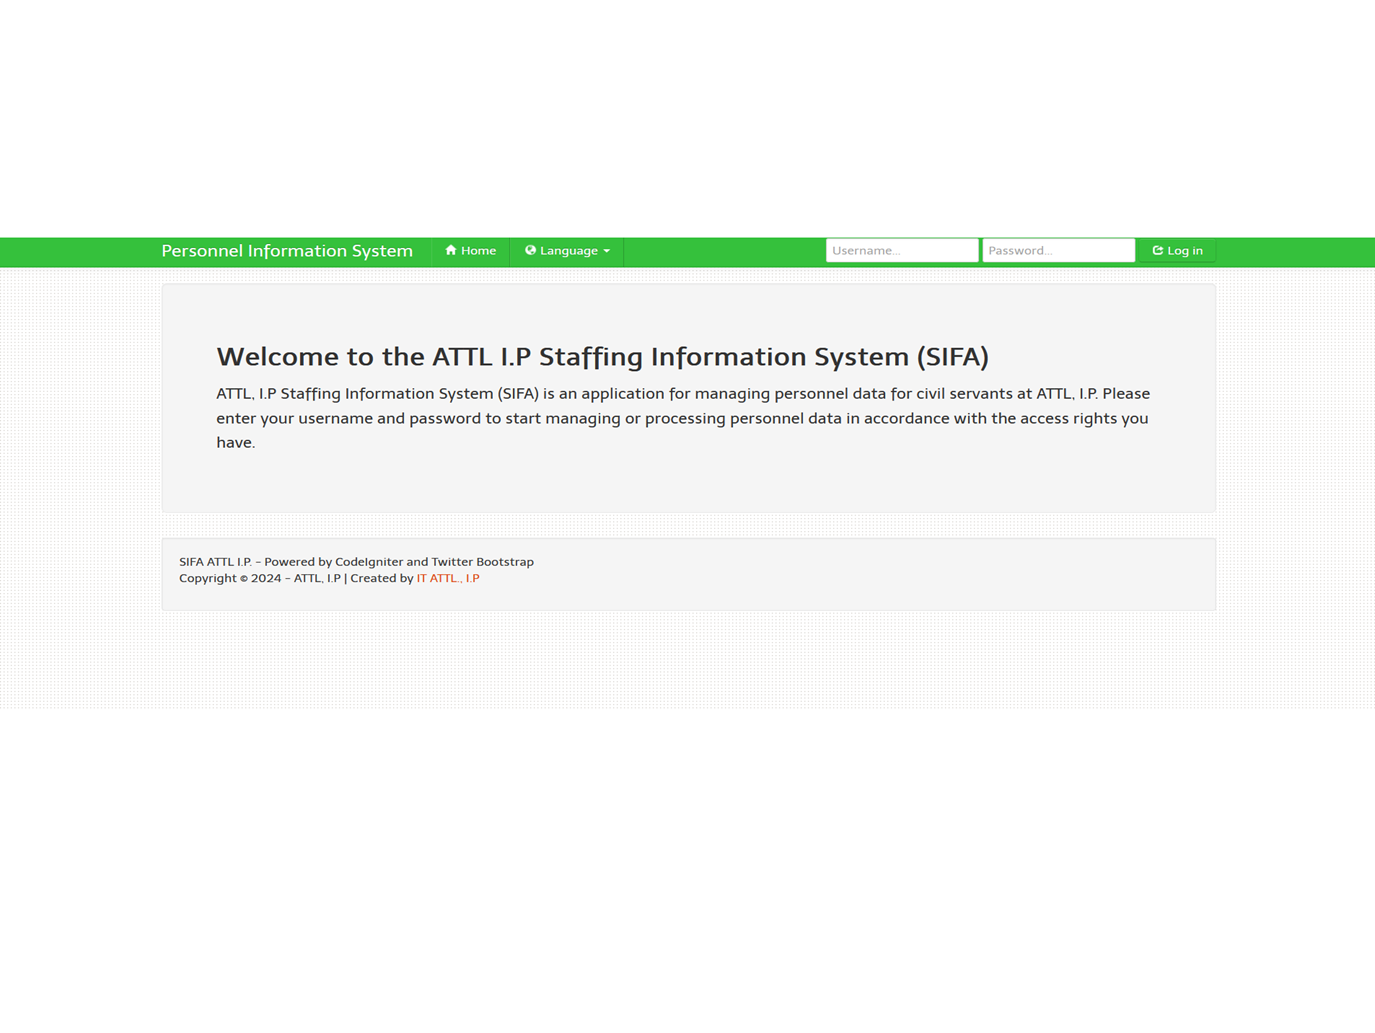 Personnel Information System
Home
Language
Username...
Password...
Log in
Welcome to the ATTL I.P Staffing Information System (SIFA)
ATTL, I.P Staffing Information System (SIFA) is an application for managing personnel data for civil servants at ATTL, I.P. Please
enter your username and password to start managing or processing personnel data in accordance with the access rights you
have.
SIFA ATTL I.P. - Powered by CodeIgniter and Twitter Bootstrap
Copyright © 2024 - ATTL, I.P | Created by IT ATTL., I.P